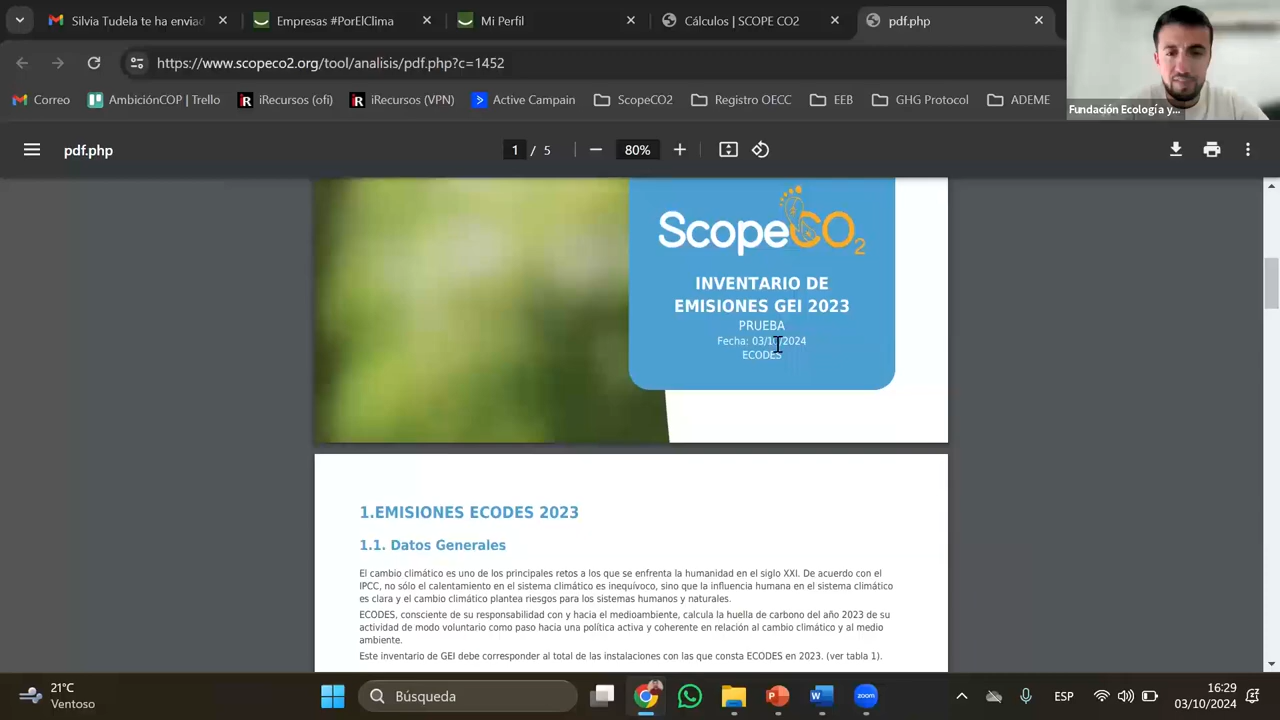 Silvia Tudela te ha enviad
Empresas #PorElClima
Mi Perfil
Cálculos | SCOPE CO2
pdf.php
https://www.scopeco2.org/tool/analisis/pdf.php?c=1452
Correo
AmbiciónCOP | Trello
iRecursos (ofi)
iRecursos (VPN)
Active Campain
ScopeCO2
Registro OECC
EEB
GHG Protocol
ADEME
Fundación Ecología y...
pdf.php
1 / 5
80%
ScopeCO2
INVENTARIO DE
EMISIONES GEI 2023
PRUEBA
Fecha: 03/10/2024
ECODES
1.EMISIONES ECODES 2023
1.1. Datos Generales
El cambio climático es uno de los principales retos a los que se enfrenta la humanidad en el siglo XXI. De acuerdo con el
IPCC, no sólo el calentamiento en el sistema climático es inequívoco, sino que la influencia humana en el sistema climático
es clara y el cambio climático plantea riesgos para los sistemas humanos y naturales.
ECODES, consciente de su responsabilidad con y hacia el medioambiente, calcula la huella de carbono del año 2023 de su
actividad de modo voluntario como paso hacia una política activa y coherente en relación al cambio climático y al medio
ambiente.
Este inventario de GEI debe corresponder al total de las instalaciones con las que consta ECODES en 2023. (ver tabla 1).
21°C
Ventoso
Búsqueda
zoom
ESP
16:29
03/10/2024